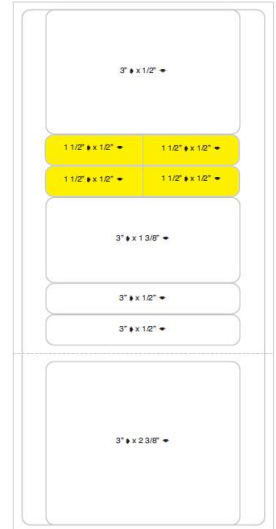 3" x 1/2"
1 1/2" x 1/2" 1 1/2" x 1/2"
1 1/2" x 1/2" 1 1/2" x 1/2"
3" x 1 3/8"
3" x 1/2"
3" x 1/2"
3" x 2 3/8"